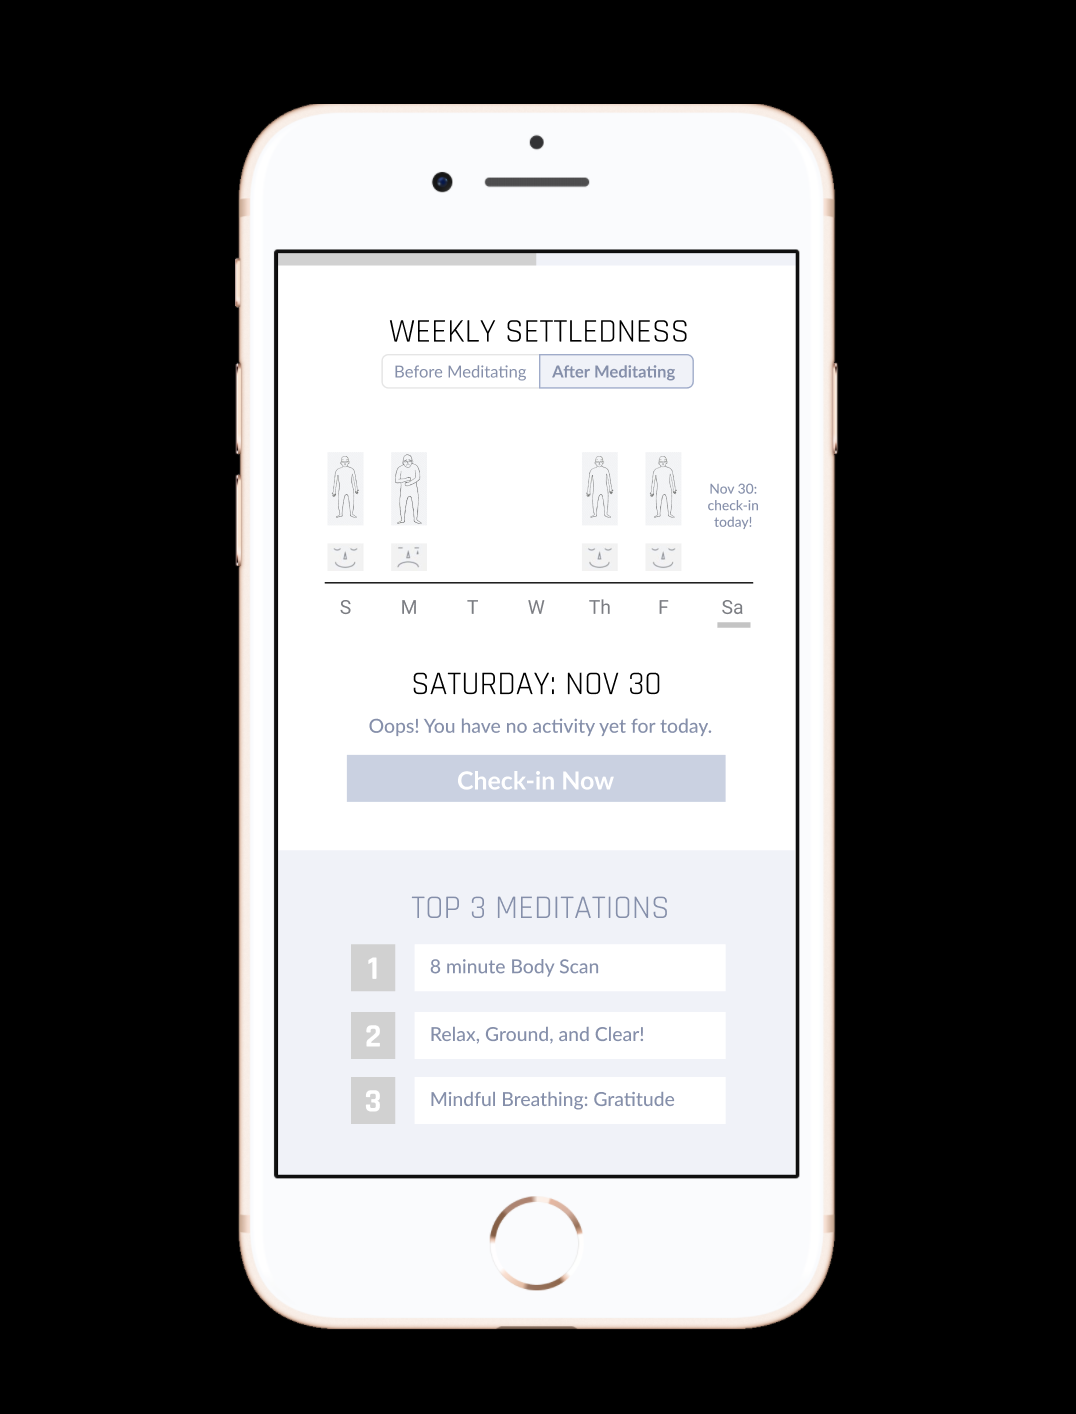 WEEKLY SETTLEDNESS
Before Meditating After Meditating
Nov 30:
check-in
today!
S M T W Th F Sa
SATURDAY: NOV 30
Oops! You have no activity yet for today.
Check-in Now
TOP 3 MEDITATIONS
1 8 minute Body Scan
2 Relax, Ground, and Clear!
3 Mindful Breathing: Gratitude